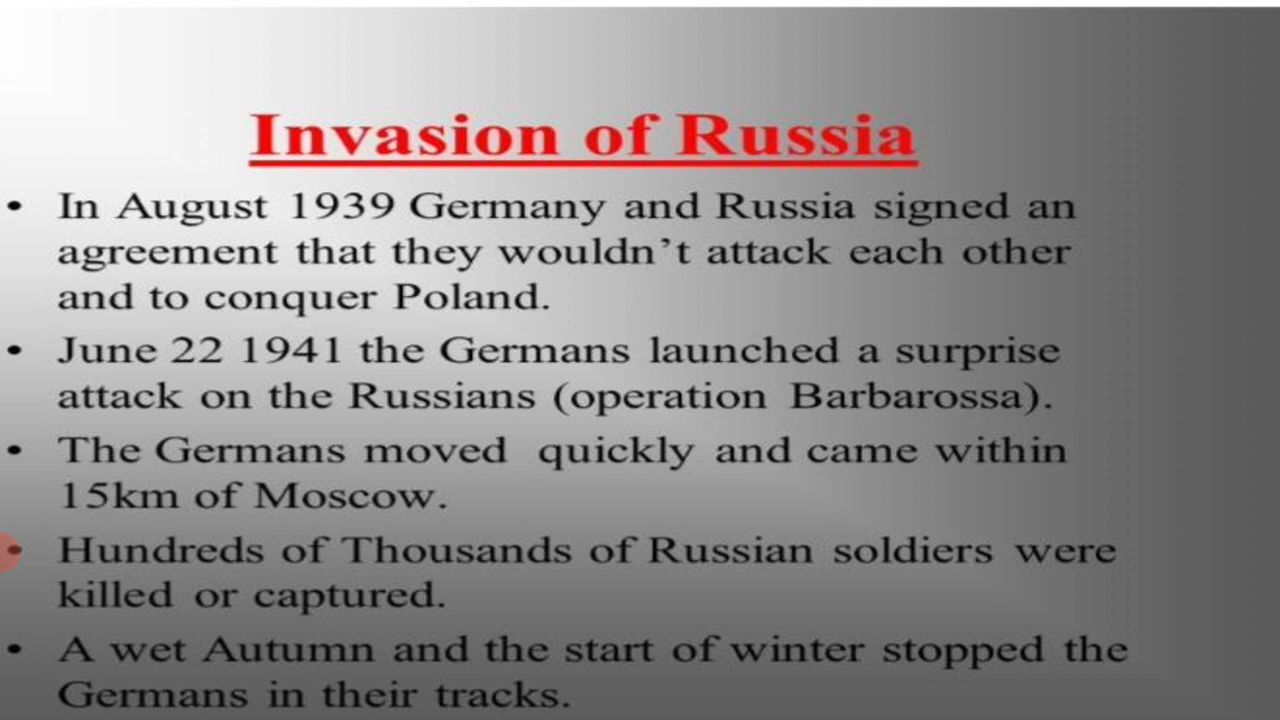 Invasion of Russia
• In August 1939 Germany and Russia signed an
agreement that they wouldn’t attack each other
and to conquer Poland.
• June 22 1941 the Germans launched a surprise
attack on the Russians (operation Barbarossa).
• The Germans moved quickly and came within
15km of Moscow.
• Hundreds of Thousands of Russian soldiers were
killed or captured.
• A wet Autumn and the start of winter stopped the
Germans in their tracks.